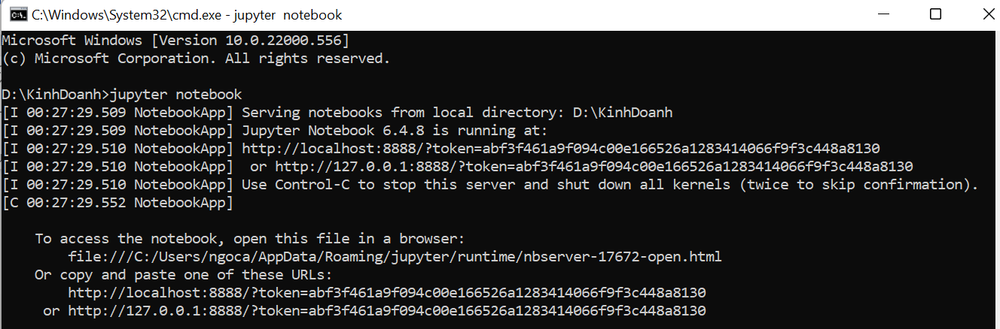 C:\Windows\System32\cmd.exe - jupyter notebook
Microsoft Windows [Version 10.0.22000.556]
(c) Microsoft Corporation. All rights reserved.
D:\KinhDoanh>jupyter notebook
[I 00:27:29.509 NotebookApp] Serving notebooks from local directory: D:\KinhDoanh
[I 00:27:29.509 NotebookApp] Jupyter Notebook 6.4.8 is running at:
[I 00:27:29.510 NotebookApp] http://localhost:8888/?token=abf3f461a9f094c00e166526a1283414066f9f3c448a8130
[I 00:27:29.510 NotebookApp]  or http://127.0.0.1:8888/?token=abf3f461a9f094c00e166526a1283414066f9f3c448a8130
[I 00:27:29.510 NotebookApp] Use Control-C to stop this server and shut down all kernels (twice to skip confirmation).
[C 00:27:29.552 NotebookApp]
To access the notebook, open this file in a browser:
file:///C:/Users/ngoca/AppData/Roaming/jupyter/runtime/nbserver-17672-open.html
Or copy and paste one of these URLs:
http://localhost:8888/?token=abf3f461a9f094c00e166526a1283414066f9f3c448a8130
or http://127.0.0.1:8888/?token=abf3f461a9f094c00e166526a1283414066f9f3c448a8130